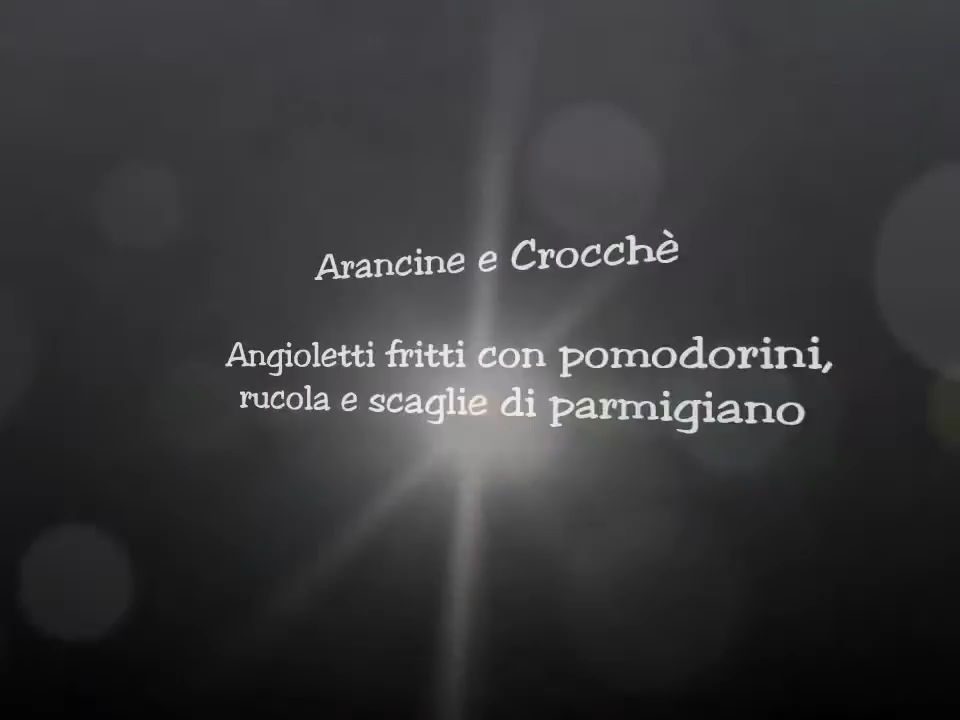 Arancine e Crocchè
Angioletti fritti con pomodorini,
rucola e scaglie di parmigiano